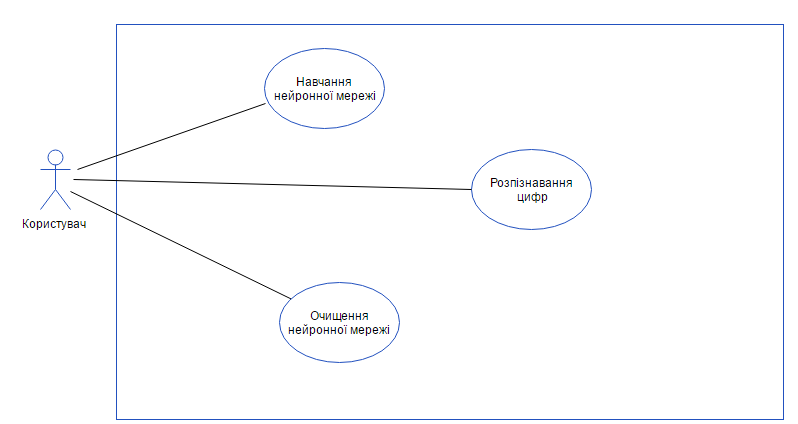 Навчання
нейронної мережі
Розпізнавання
цифр
Користувач
Очищення
нейронної мережі